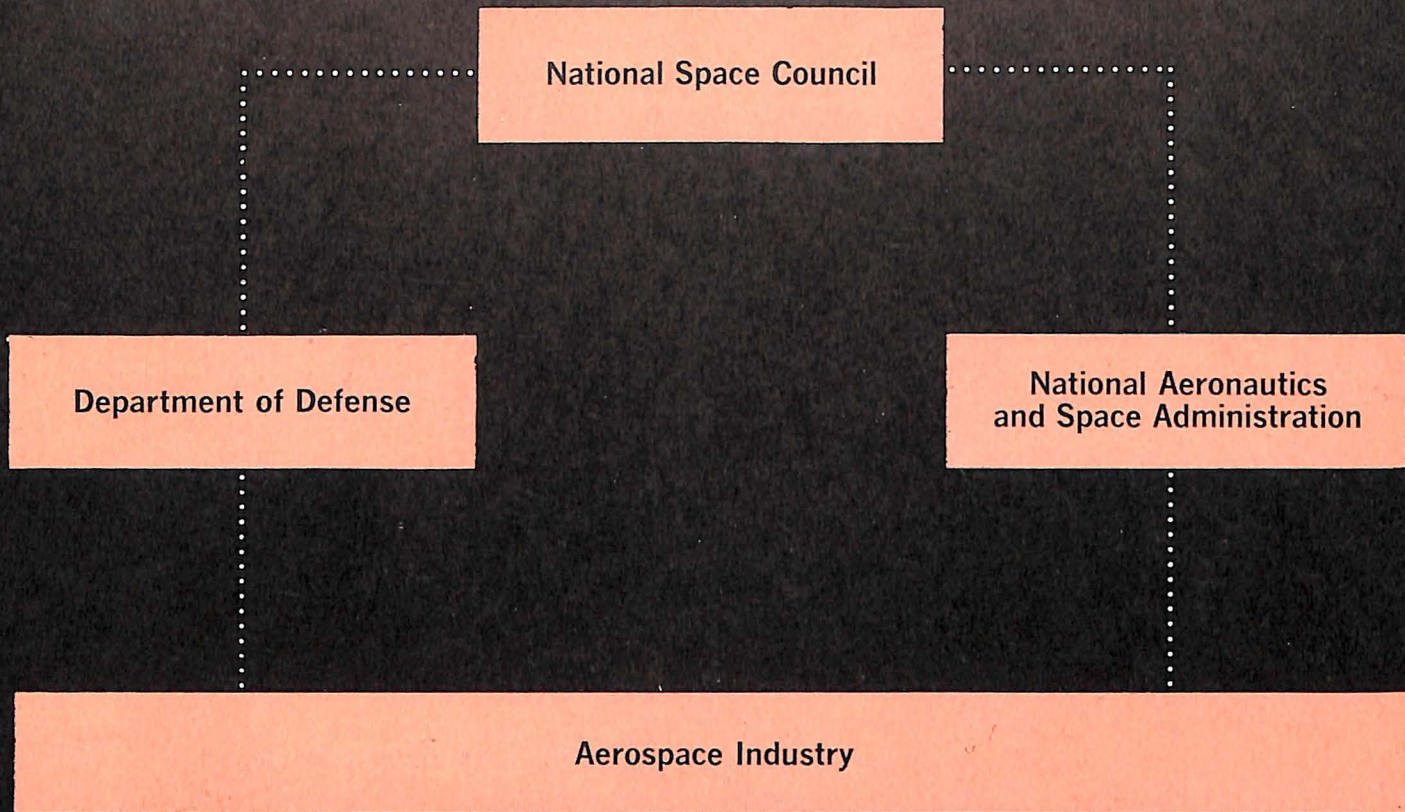 National Space Council
Department of Defense
National Aeronautics
and Space Administration
Aerospace Industry